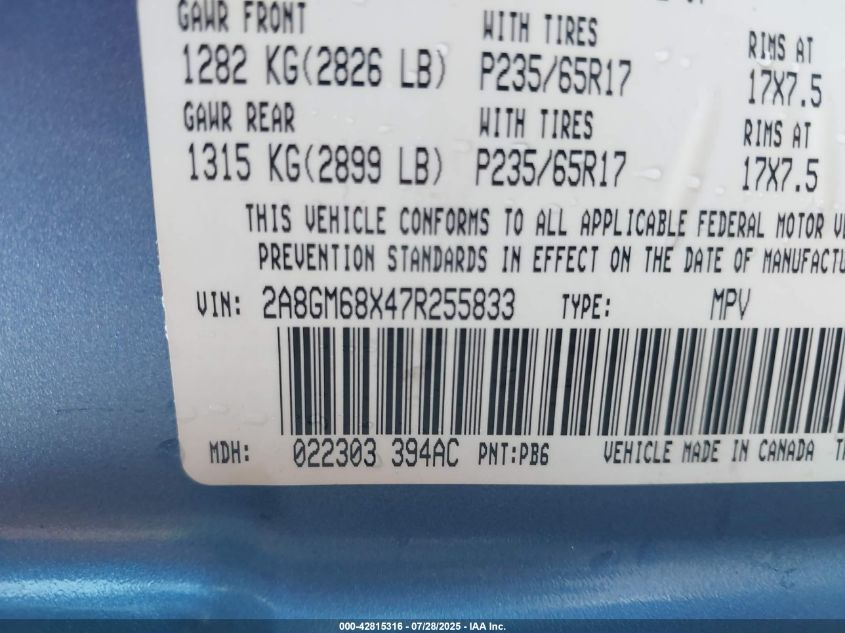 GAWR FRONT WITH TIRES RIMS AT
1282 KG(2826 LB) P235/65R17 17X7.5
GAWR REAR WITH TIRES RIMS AT
1315 KG(2899 LB) P235/65R17 17X7.5
THIS VEHICLE CONFORMS TO ALL APPLICABLE FEDERAL MOTOR VE
PREVENTION STANDARDS IN EFFECT ON THE DATE OF MANUFACTU
VIN: 2A8GM68X47R255833 TYPE: MPV
MDH: 022303 394AC PNT:PB6 VEHICLE MADE IN CANADA
000-42815316 | 07/28/2025 | IAA Inc.